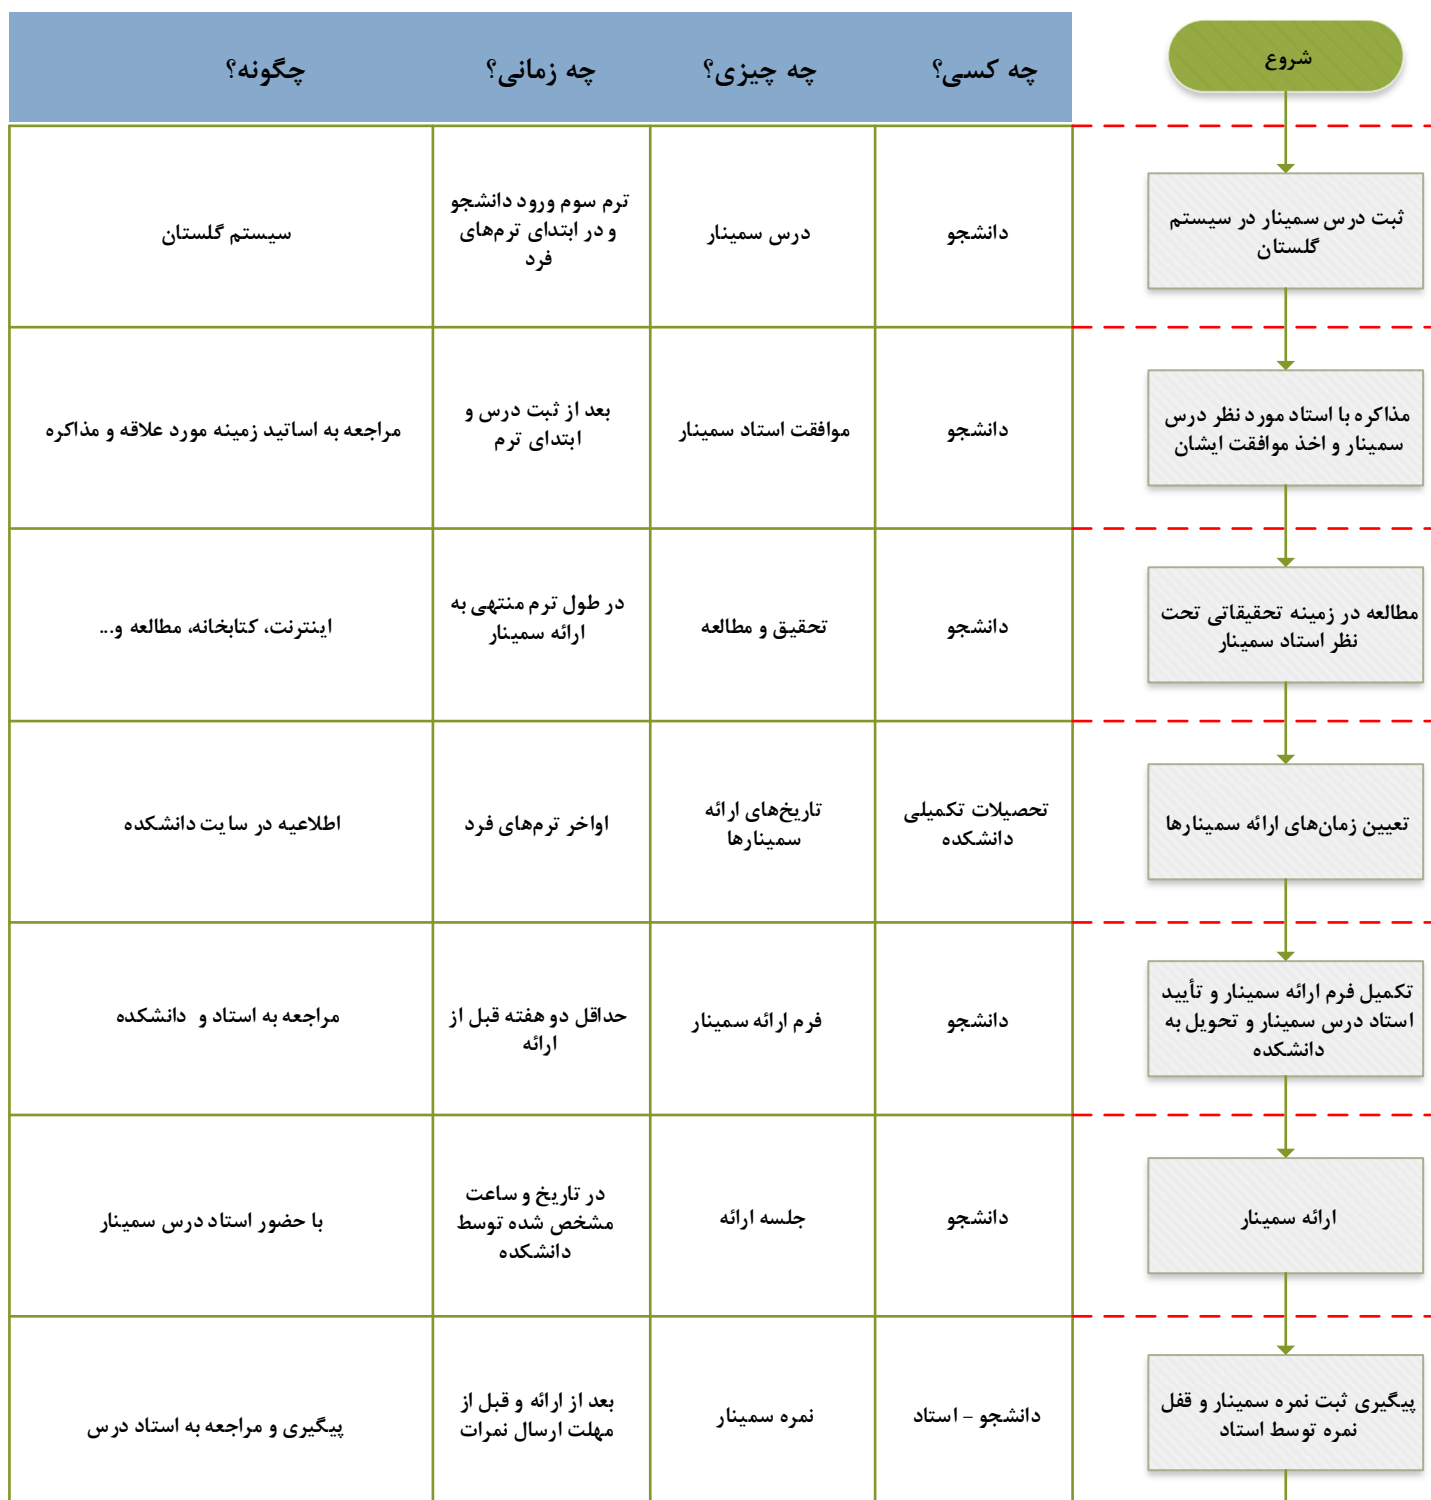 شروع
چه کسی؟
چه چیزی؟
چه زمانی؟
چگونه؟
ثبت درس سمینار در سیستم
گلستان
دانشجو
درس سمینار
ترم سوم ورود دانشجو
و در ابتدای ترم‌های
فرد
سیستم گلستان
مذاکره با استاد مورد نظر درس
سمینار و اخذ موافقت ایشان
دانشجو
موافقت استاد سمینار
بعد از ثبت درس و
ابتدای ترم
مراجعه به اساتید زمینه مورد علاقه و مذاکره
مطالعه در زمینه تحقیقاتی تحت
نظر استاد سمینار
دانشجو
تحقیق و مطالعه
در طول ترم منتهی به
ارائه سمینار
اینترنت، کتابخانه، مطالعه و...
تعیین زمان‌های ارائه سمینارها
تحصیلات تکمیلی
دانشکده
تاریخ‌های ارائه
سمینارها
اواخر ترم‌های فرد
اطلاعیه در سایت دانشکده
تکمیل فرم ارائه سمینار و تأیید
استاد درس سمینار و تحویل به
دانشکده
دانشجو
فرم ارائه سمینار
حداقل دو هفته قبل از
ارائه
مراجعه به استاد و دانشکده
ارائه سمینار
دانشجو
جلسه ارائه
در تاریخ و ساعت
مشخص شده توسط
دانشکده
با حضور استاد درس سمینار
پیگیری ثبت نمره سمینار و قفل
نمره توسط استاد
دانشجو - استاد
نمره سمینار
بعد از ارائه و قبل از
مهلت ارسال نمرات
پیگیری و مراجعه به استاد درس